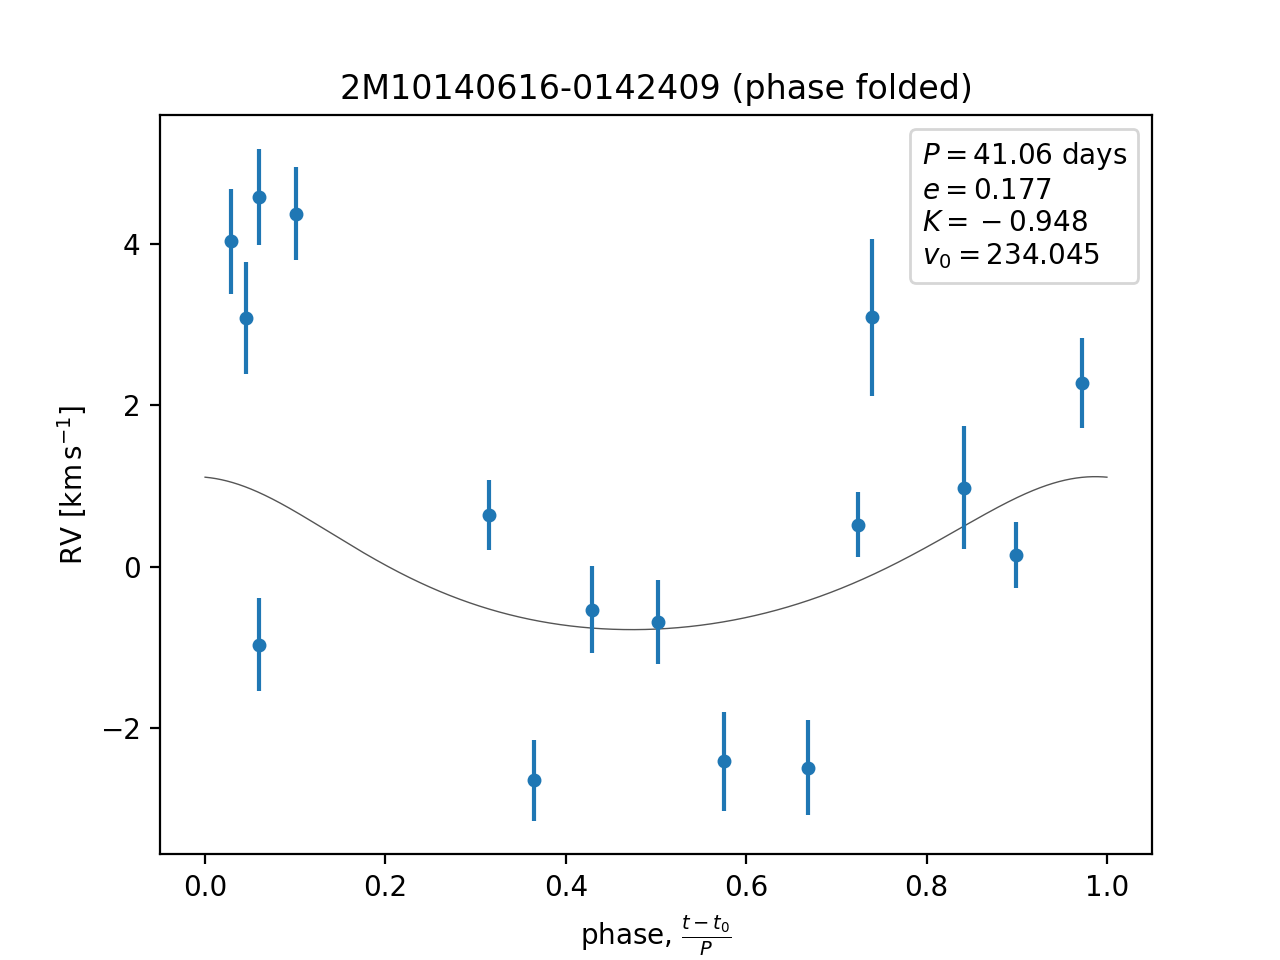 2M10140616-0142409 (phase folded)
P = 41.06 days
e = 0.177
K = −0.948
v₀ = 234.045
4
2
0
−2
RV [km s⁻¹]
0.0 0.2 0.4 0.6 0.8 1.0
phase, (t − t₀)/P